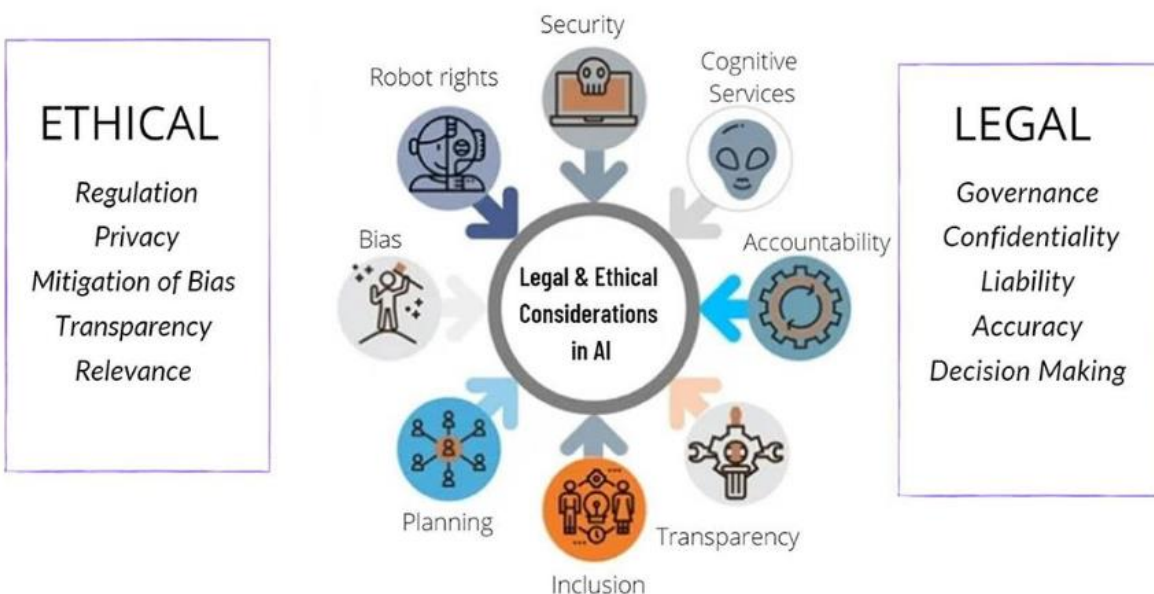 ETHICAL
Regulation
Privacy
Mitigation of Bias
Transparency
Relevance
Security
Robot rights
Cognitive
Services
Bias
Accountability
Legal & Ethical
Considerations
in AI
Planning
Transparency
Inclusion
LEGAL
Governance
Confidentiality
Liability
Accuracy
Decision Making